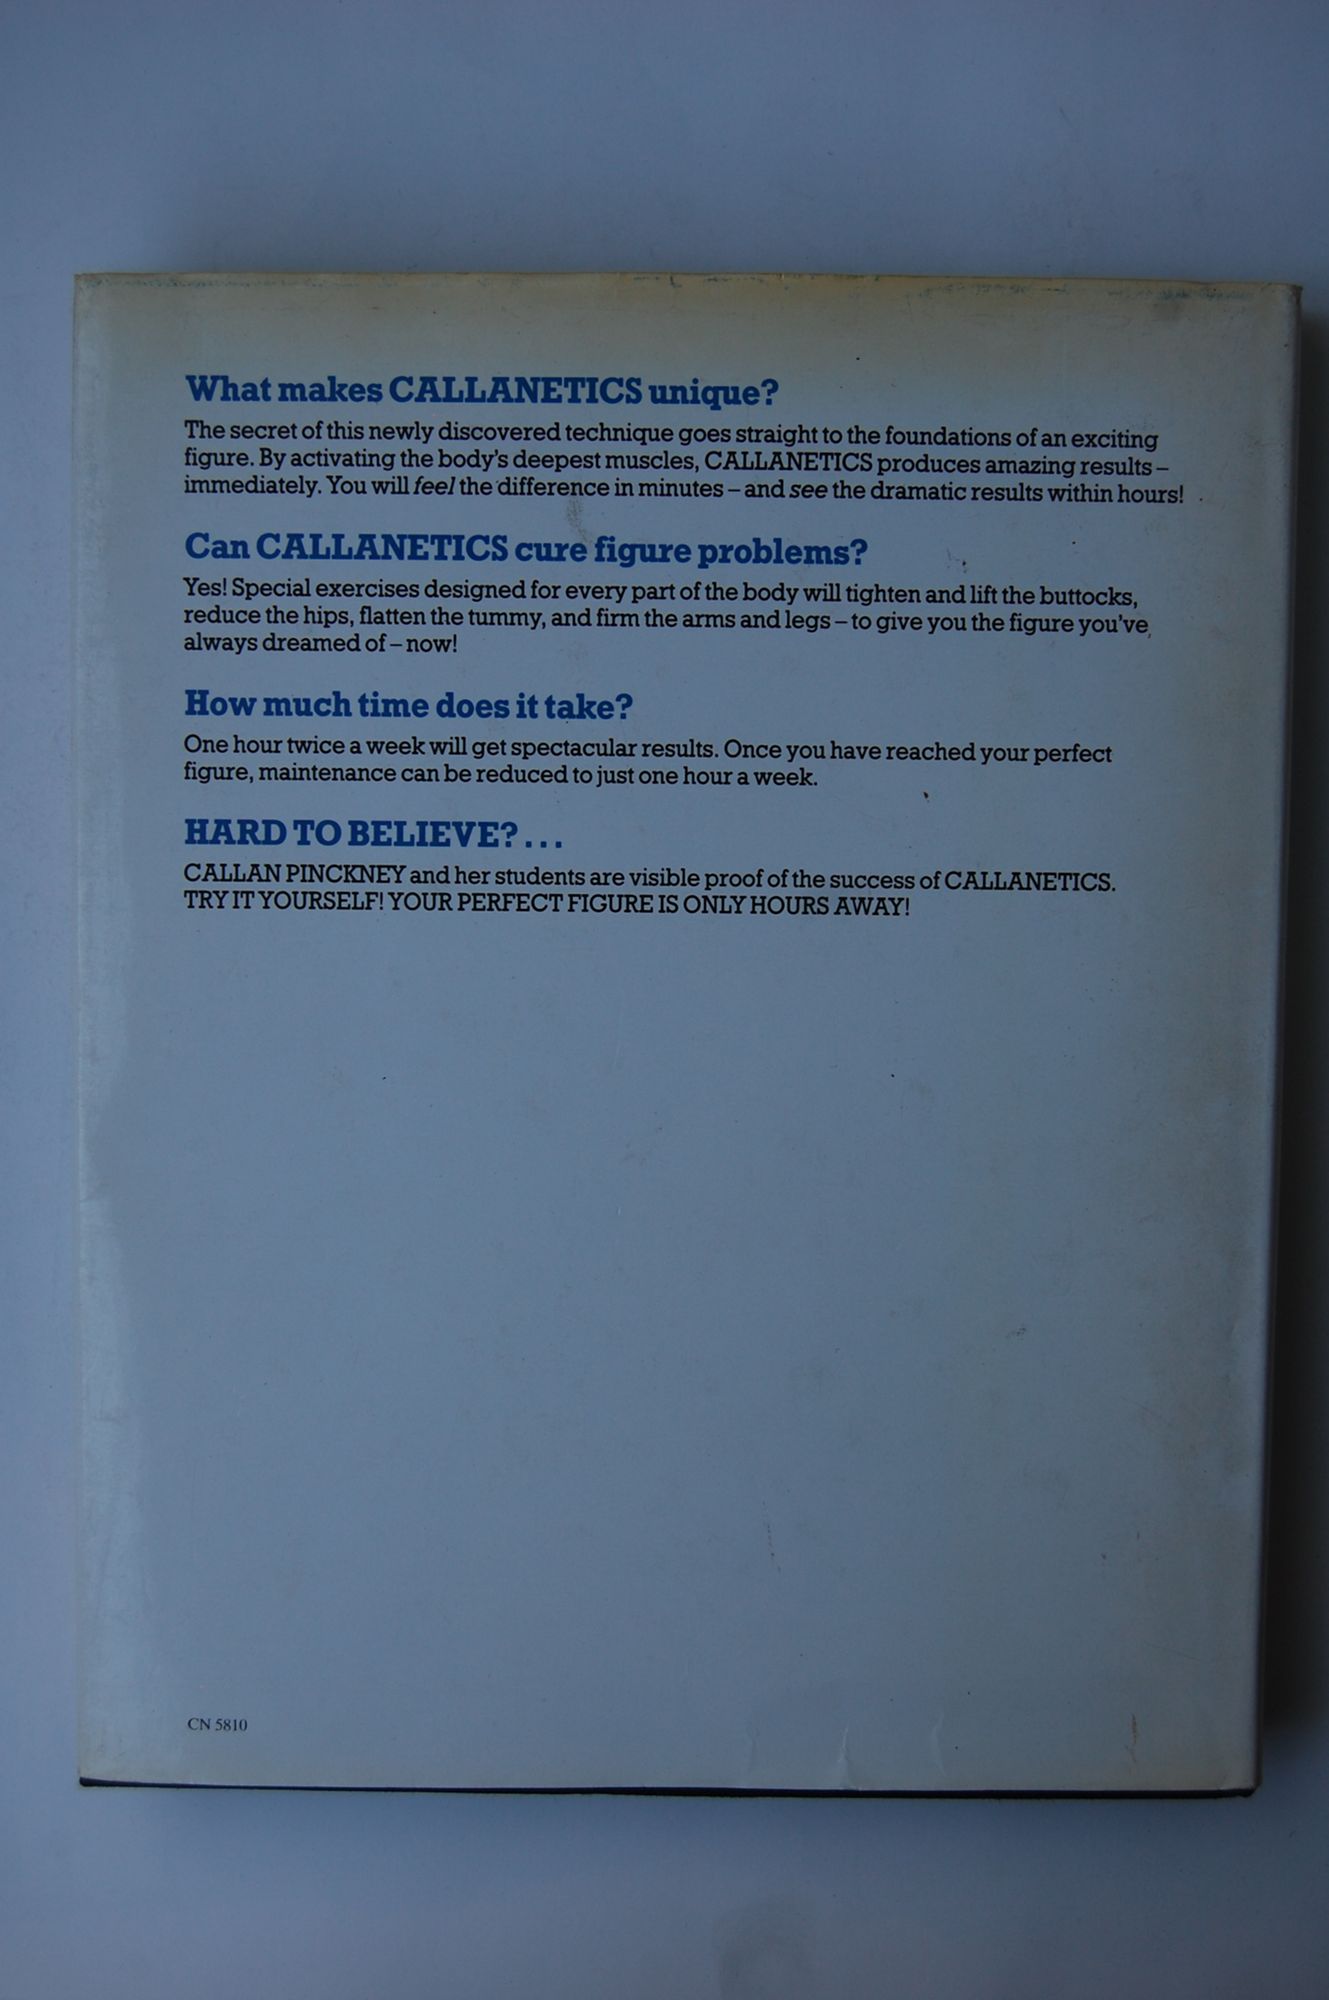 What makes CALLANETICS unique?
The secret of this newly discovered technique goes straight to the foundations of an exciting
figure. By activating the body's deepest muscles, CALLANETICS produces amazing results –
immediately. You will feel the difference in minutes – and see the dramatic results within hours!
Can CALLANETICS cure figure problems?
Yes! Special exercises designed for every part of the body will tighten and lift the buttocks,
reduce the hips, flatten the tummy, and firm the arms and legs – to give you the figure you've
always dreamed of – now!
How much time does it take?
One hour twice a week will get spectacular results. Once you have reached your perfect
figure, maintenance can be reduced to just one hour a week.
HARD TO BELIEVE? . . .
CALLAN PINCKNEY and her students are visible proof of the success of CALLANETICS.
TRY IT YOURSELF! YOUR PERFECT FIGURE IS ONLY HOURS AWAY!
CN 5810